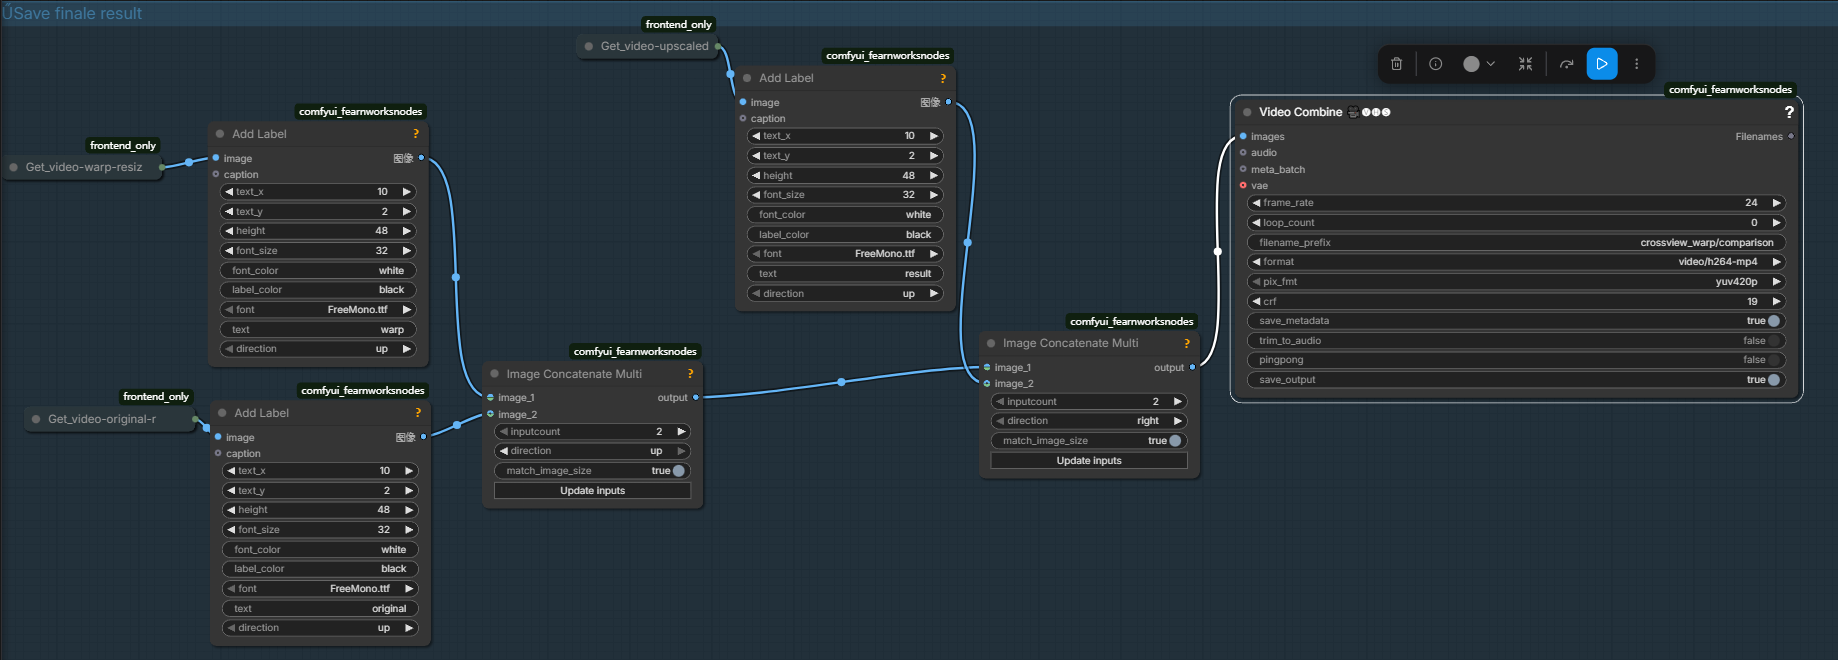 Save finale result
frontend_only
Get_video-warp-resiz
comfyui_fearnworksnodes
Add Label
?
image
图像
caption
text_x 10
text_y 2
height 48
font_size 32
font_color white
label_color black
font FreeMono.ttf
text warp
direction up
frontend_only
Get_video-original-r
comfyui_fearnworksnodes
Add Label
?
image
图像
caption
text_x 10
text_y 2
height 48
font_size 32
font_color white
label_color black
font FreeMono.ttf
text original
direction up
comfyui_fearnworksnodes
Image Concatenate Multi
?
image_1
output
image_2
inputcount 2
direction up
match_image_size true
Update inputs
frontend_only
Get_video-upscaled
comfyui_fearnworksnodes
Add Label
?
image
图像
caption
text_x 10
text_y 2
height 48
font_size 32
font_color white
label_color black
font FreeMono.ttf
text result
direction up
comfyui_fearnworksnodes
Image Concatenate Multi
?
image_1
output
image_2
inputcount 2
direction right
match_image_size true
Update inputs
comfyui_fearnworksnodes
Video Combine 🎥🅥🅗🅢
?
images
Filenames
audio
meta_batch
vae
frame_rate 24
loop_count 0
filename_prefix crossview_warp/comparison
format video/h264-mp4
pix_fmt yuv420p
crf 19
save_metadata true
trim_to_audio false
pingpong false
save_output true